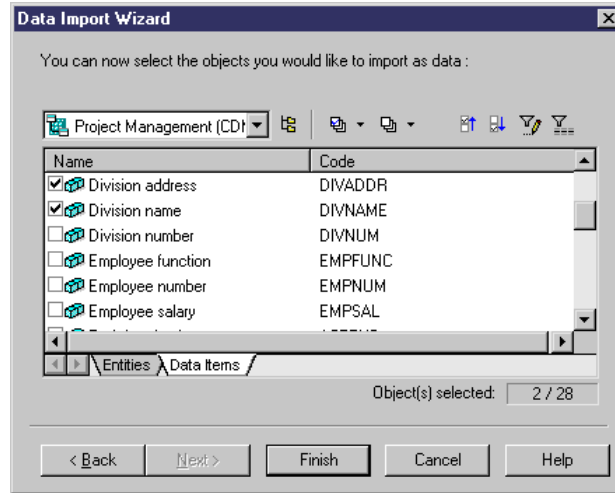 Data Import Wizard
You can now select the objects you would like to import as data :
Project Management (CDM
Name Code
Division address DIVADDR
Division name DIVNAME
Division number DIVNUM
Employee function EMPFUNC
Employee number EMPNUM
Employee salary EMPSAL
Entities Data Items
Object(s) selected: 2 / 28
< Back Next > Finish Cancel Help